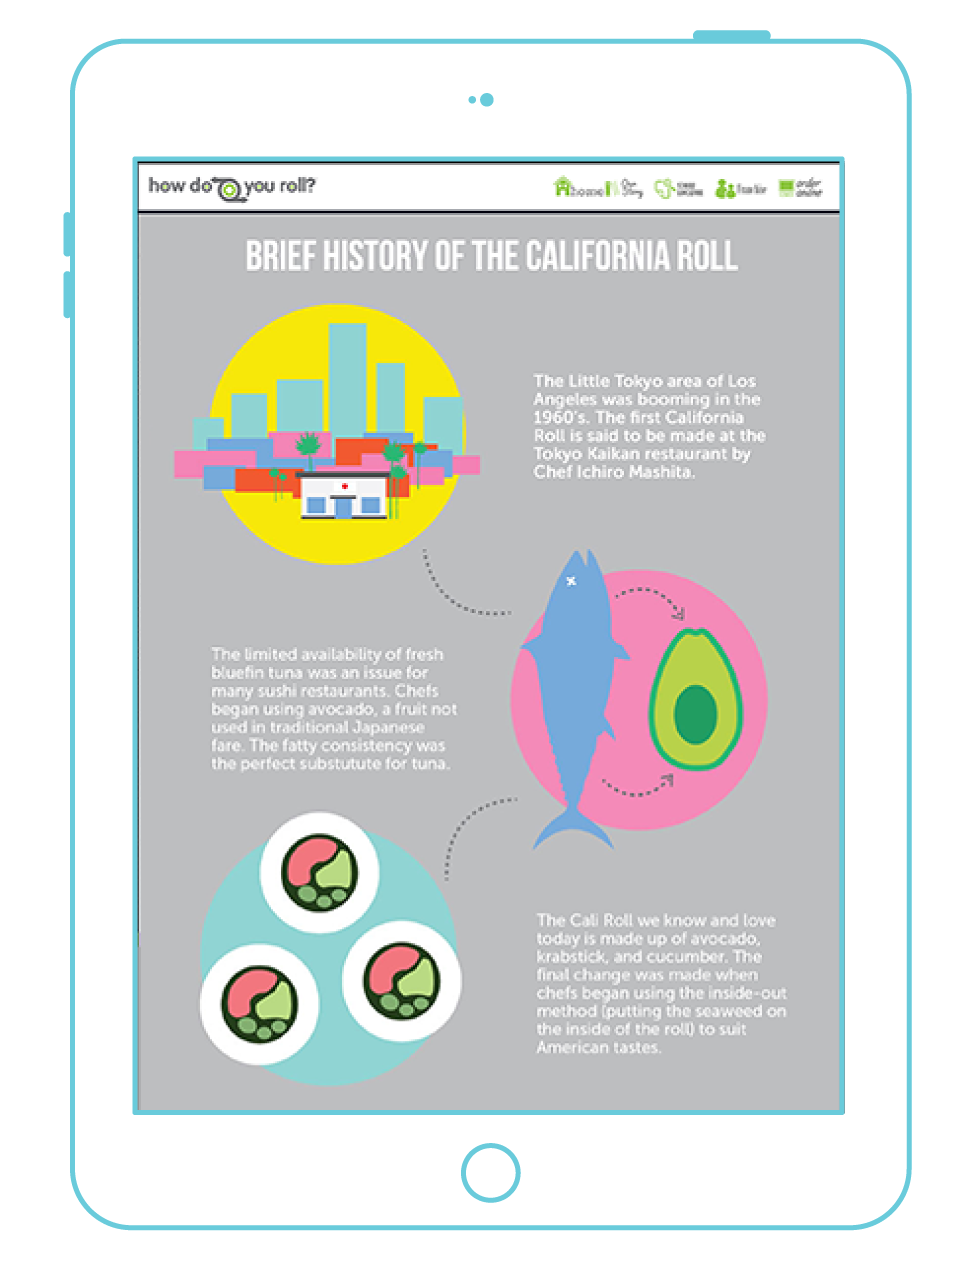 how do you roll?
home
Our
Story
Franchise
order
online
BRIEF HISTORY OF THE CALIFORNIA ROLL
The Little Tokyo area of Los
Angeles was booming in the
1960's. The first California
Roll is said to be made at the
Tokyo Kaikan restaurant by
Chef Ichiro Mashita.
The limited availability of fresh
bluefin tuna was an issue for
many sushi restaurants. Chefs
began using avocado, a fruit not
used in traditional Japanese
fare. The fatty consistency was
the perfect substutute for tuna.
The Cali Roll we know and love
today is made up of avocado,
krabstick, and cucumber. The
final change was made when
chefs began using the inside-out
method (putting the seaweed on
the inside of the roll) to suit
American tastes.